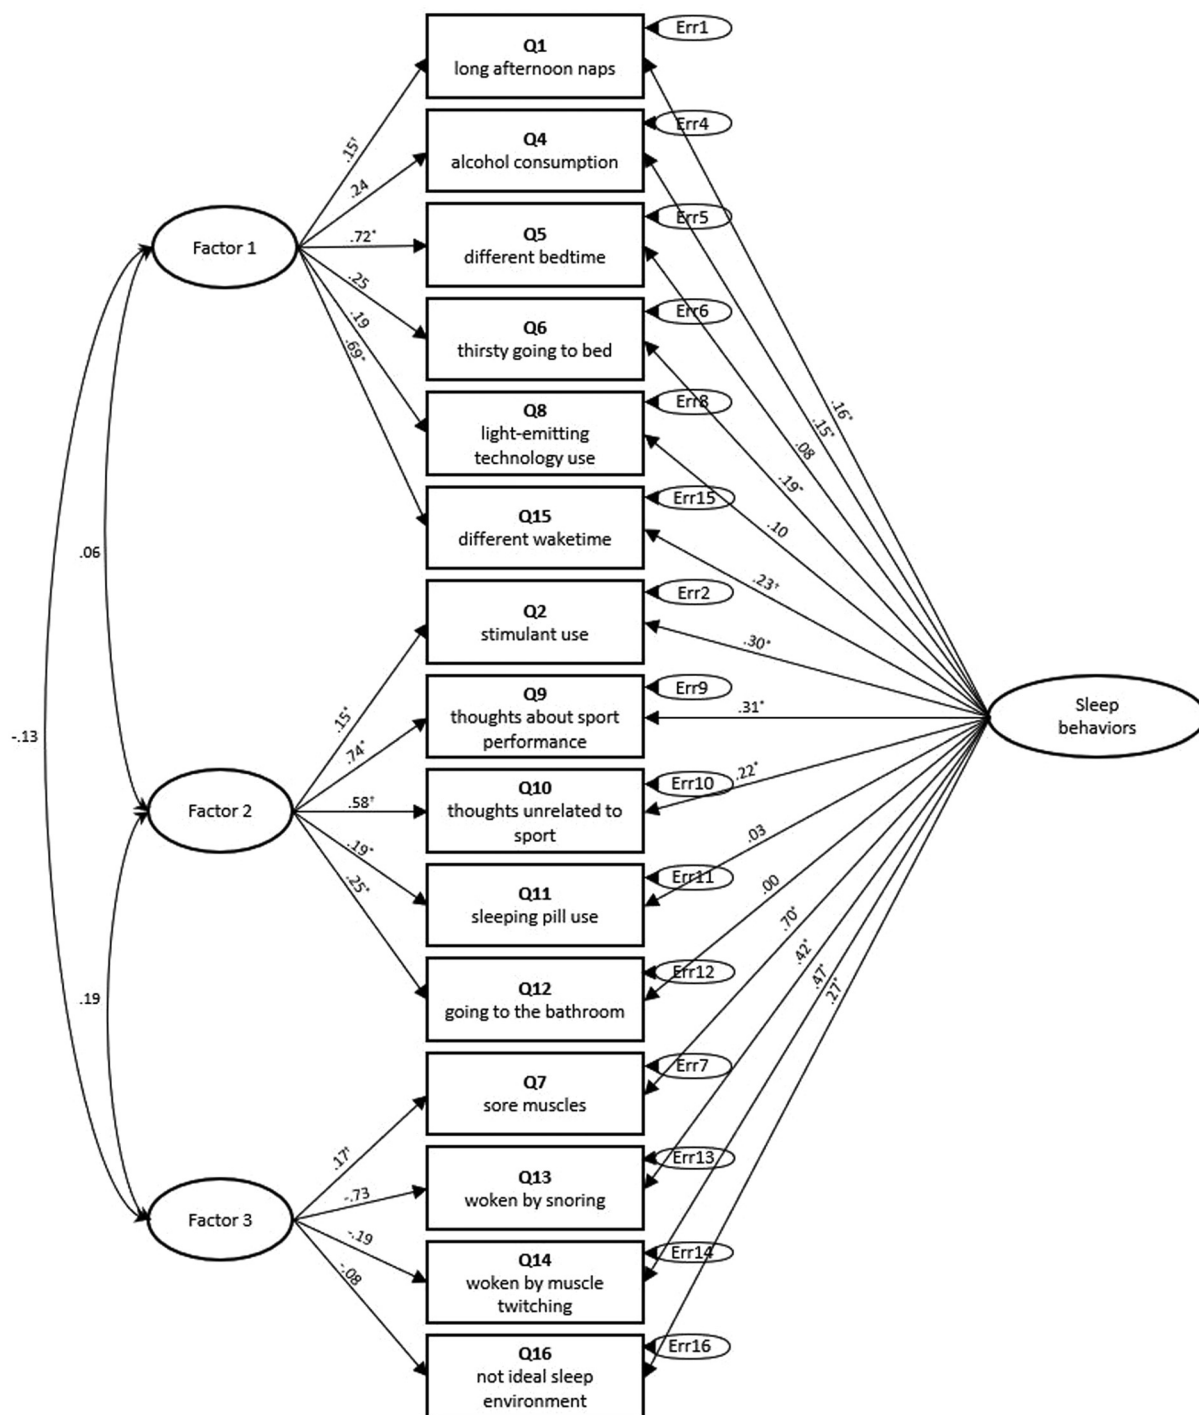 Q1
long afternoon naps
Err1
Q4
alcohol consumption
Err4
Q5
different bedtime
Err5
Q6
thirsty going to bed
Err6
Q8
light-emitting
technology use
Err8
Q15
different waketime
Err15
Q2
stimulant use
Err2
Q9
thoughts about sport
performance
Err9
Q10
thoughts unrelated to
sport
Err10
Q11
sleeping pill use
Err11
Q12
going to the bathroom
Err12
Q7
sore muscles
Err7
Q13
woken by snoring
Err13
Q14
woken by muscle
twitching
Err14
Q16
not ideal sleep
environment
Err16
Factor 1
.15†
.24
.72*
.25
.19
.69*
Factor 2
.15*
.74*
.58†
.19*
.25*
Factor 3
.17†
-.73
-.19
-.08
.06
-.13
.19
Sleep
behaviors
.16*
.15*
.08
.19*
.10
.23†
.30*
.31*
.22*
.03
.00
.70*
.42*
.47*
.27*